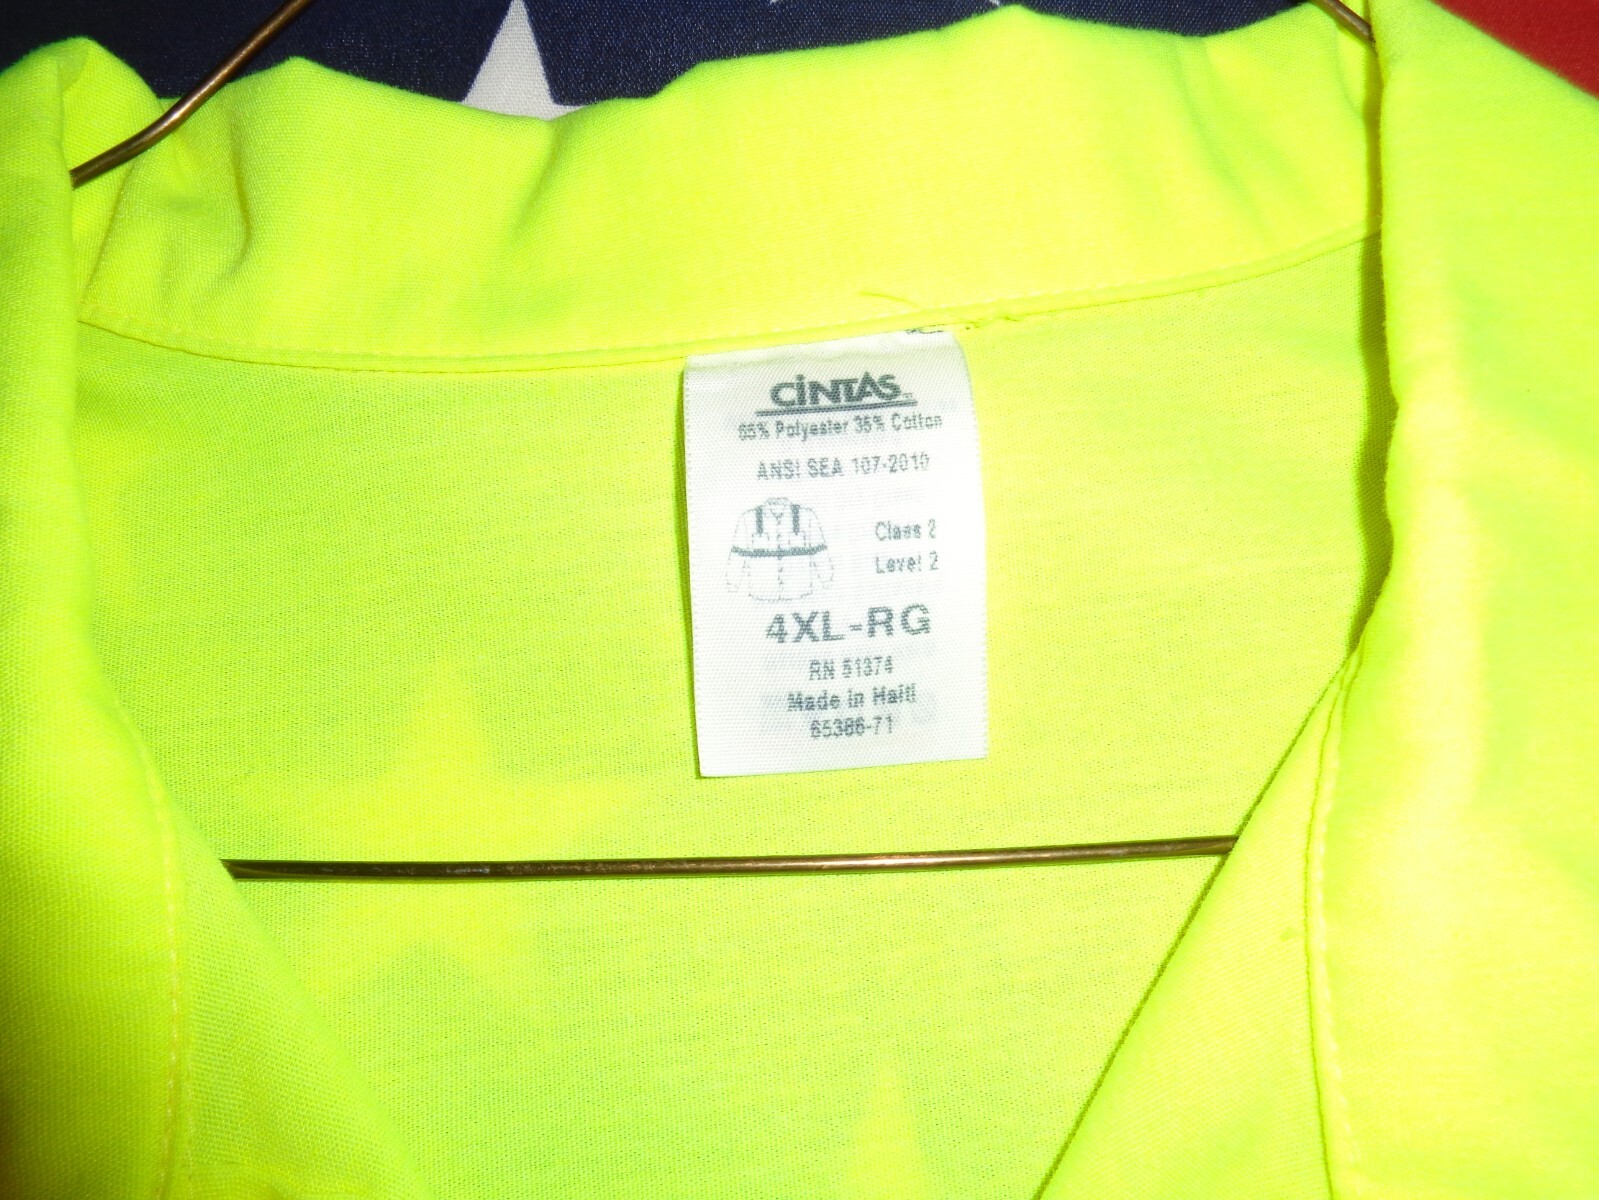 CiNTAS
65% Polyester 35% Cotton
ANSI SEA 107-2010
Class 2
Level 2
4XL-RG
RN 51374
Made in Haiti
65386-71